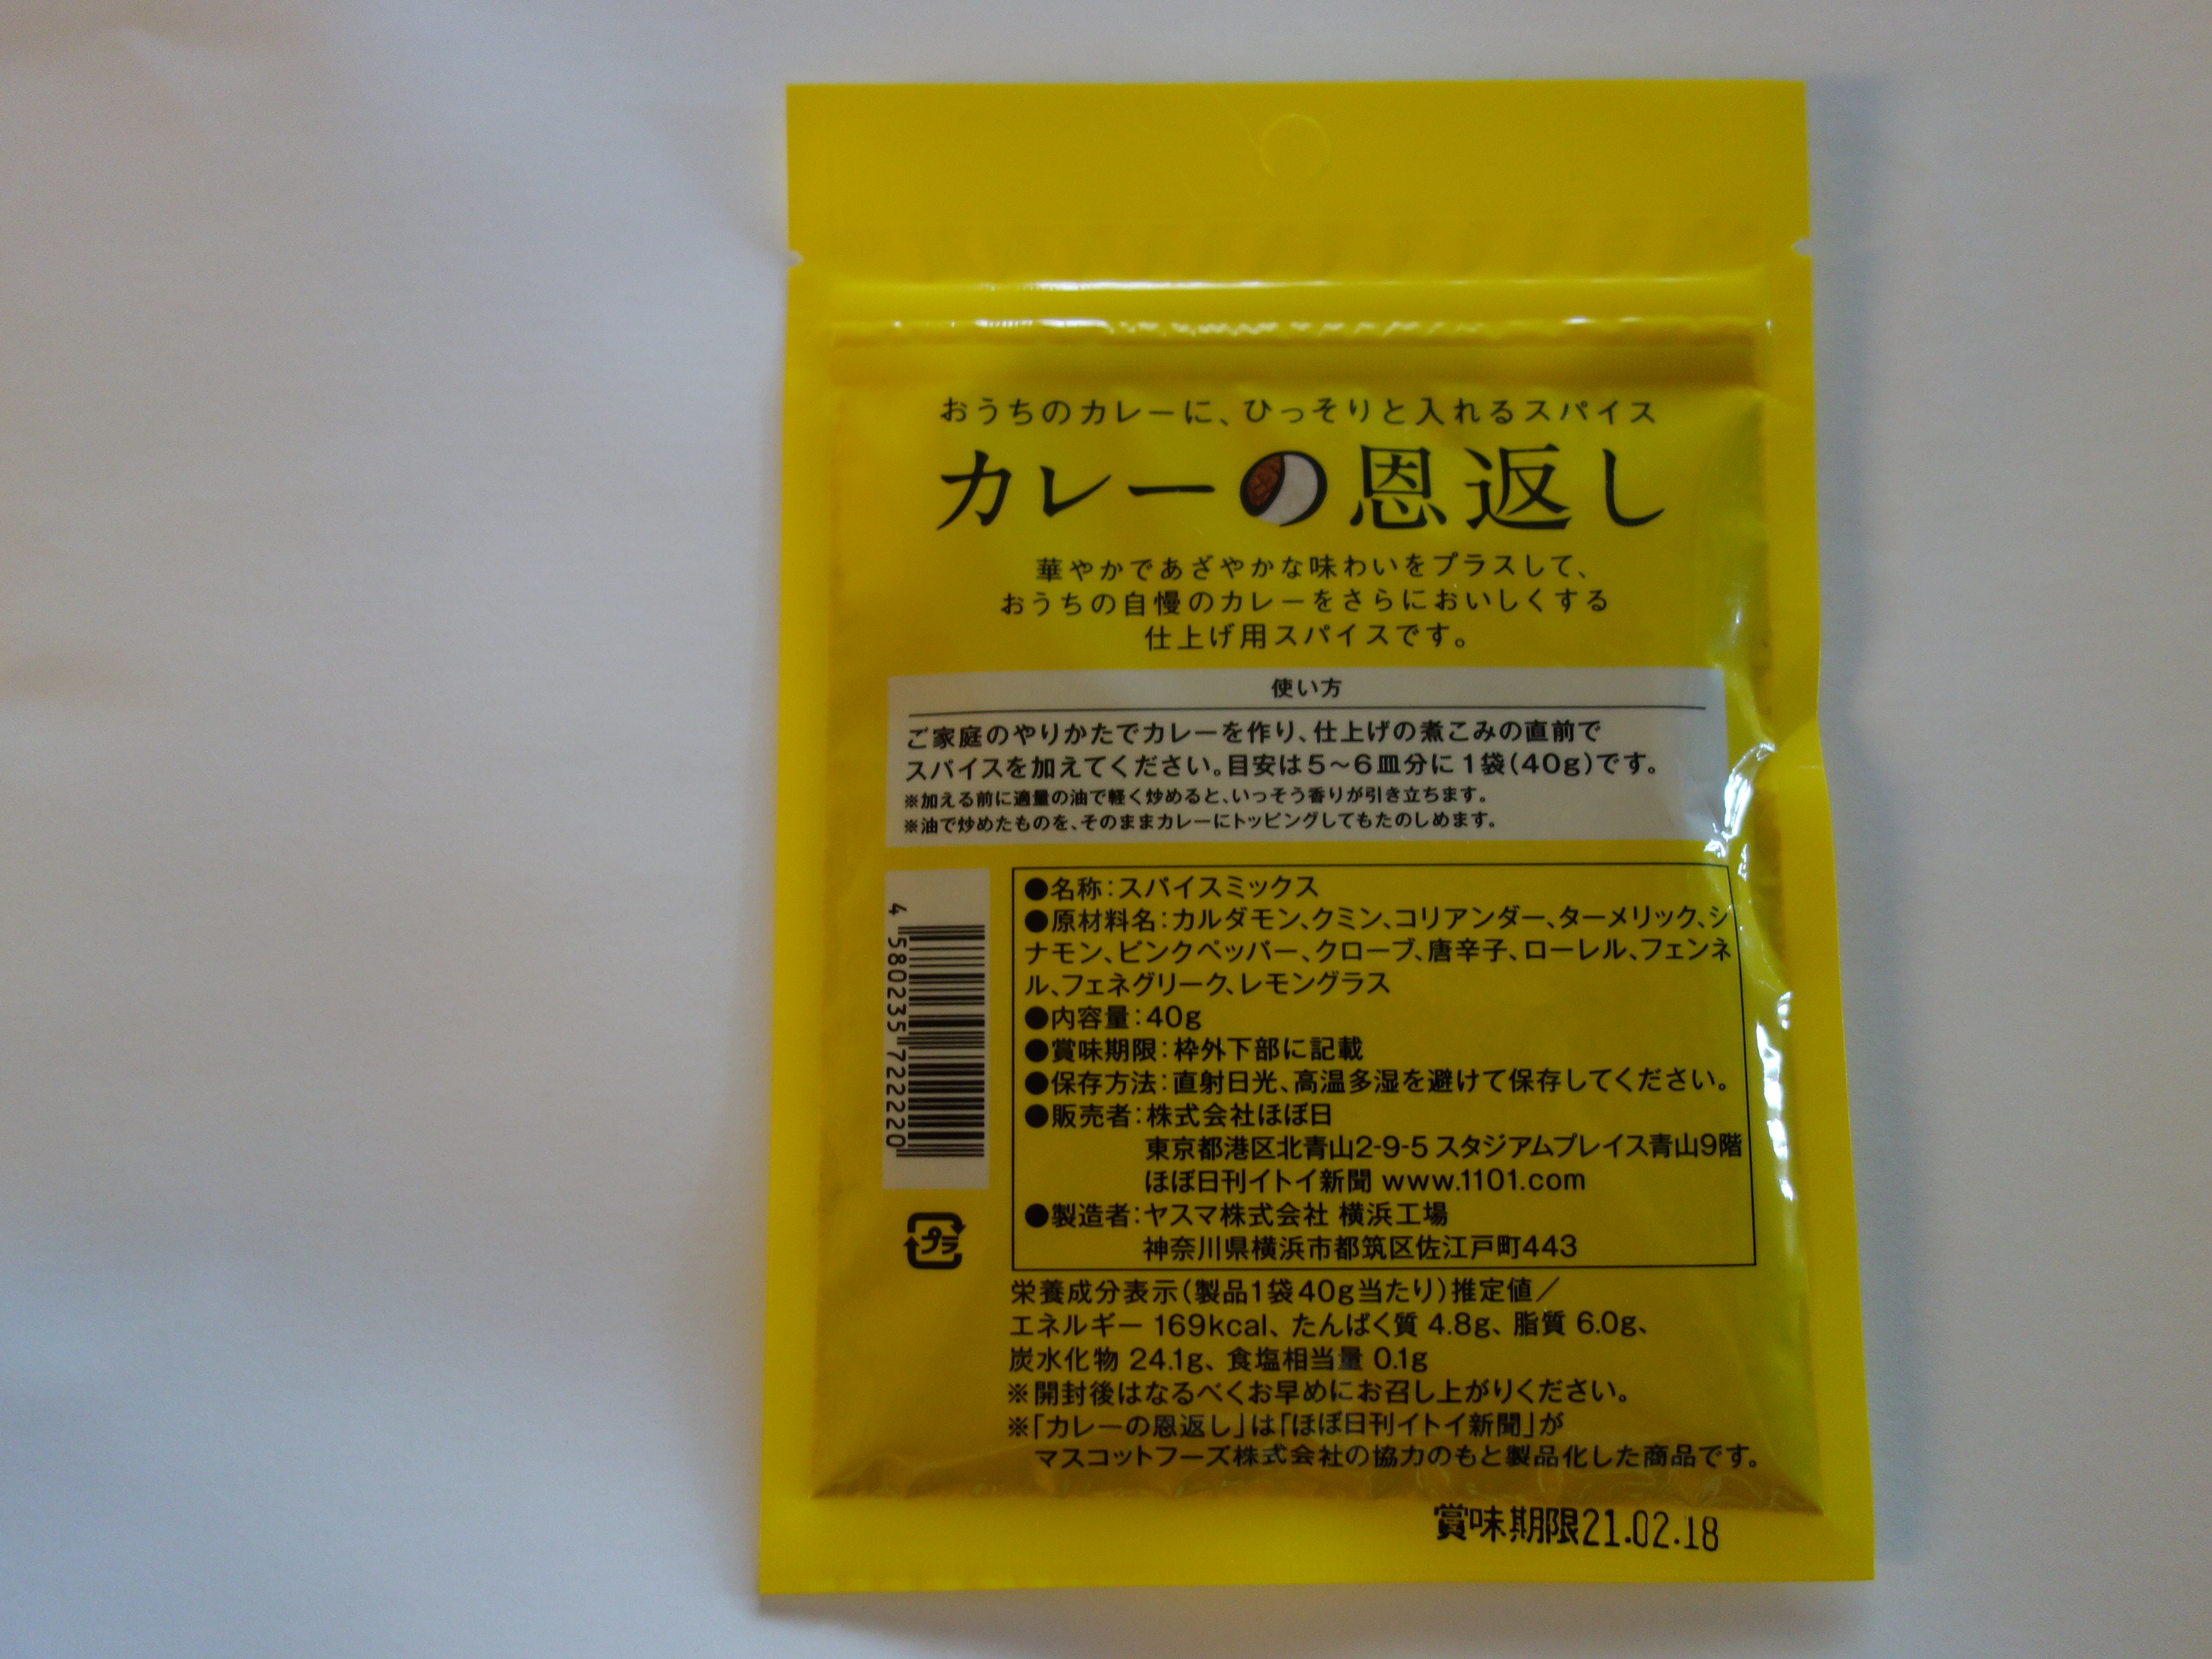 おうちのカレーに、ひっそりと入れるスパイス
カレーの恩返し
華やかであざやかな味わいをプラスして、
おうちの自慢のカレーをさらにおいしくする
仕上げ用スパイスです。
使い方
ご家庭のやりかたでカレーを作り、仕上げの煮こみの直前で
スパイスを加えてください。目安は5〜6皿分に1袋(40g)です。
※加える前に適量の油で軽く炒めると、いっそう香りが引き立ちます。
※油で炒めたものを、そのままカレーにトッピングしてもたのしめます。
4 580235 722220
プラ
●名称：スパイスミックス
●原材料名：カルダモン、クミン、コリアンダー、ターメリック、シ
ナモン、ピンクペッパー、クローブ、唐辛子、ローレル、フェンネ
ル、フェネグリーク、レモングラス
●内容量：40g
●賞味期限：枠外下部に記載
●保存方法：直射日光、高温多湿を避けて保存してください。
●販売者：株式会社ほぼ日
東京都港区北青山2-9-5 スタジアムプレイス青山9階
ほぼ日刊イトイ新聞 www.1101.com
●製造者：ヤスマ株式会社 横浜工場
神奈川県横浜市都筑区佐江戸町443
栄養成分表示(製品1袋40g当たり)推定値／
エネルギー 169kcal、たんぱく質 4.8g、脂質 6.0g、
炭水化物 24.1g、食塩相当量 0.1g
※開封後はなるべくお早めにお召し上がりください。
※「カレーの恩返し」は「ほぼ日刊イトイ新聞」が
マスコットフーズ株式会社の協力のもと製品化した商品です。
賞味期限21.02.18